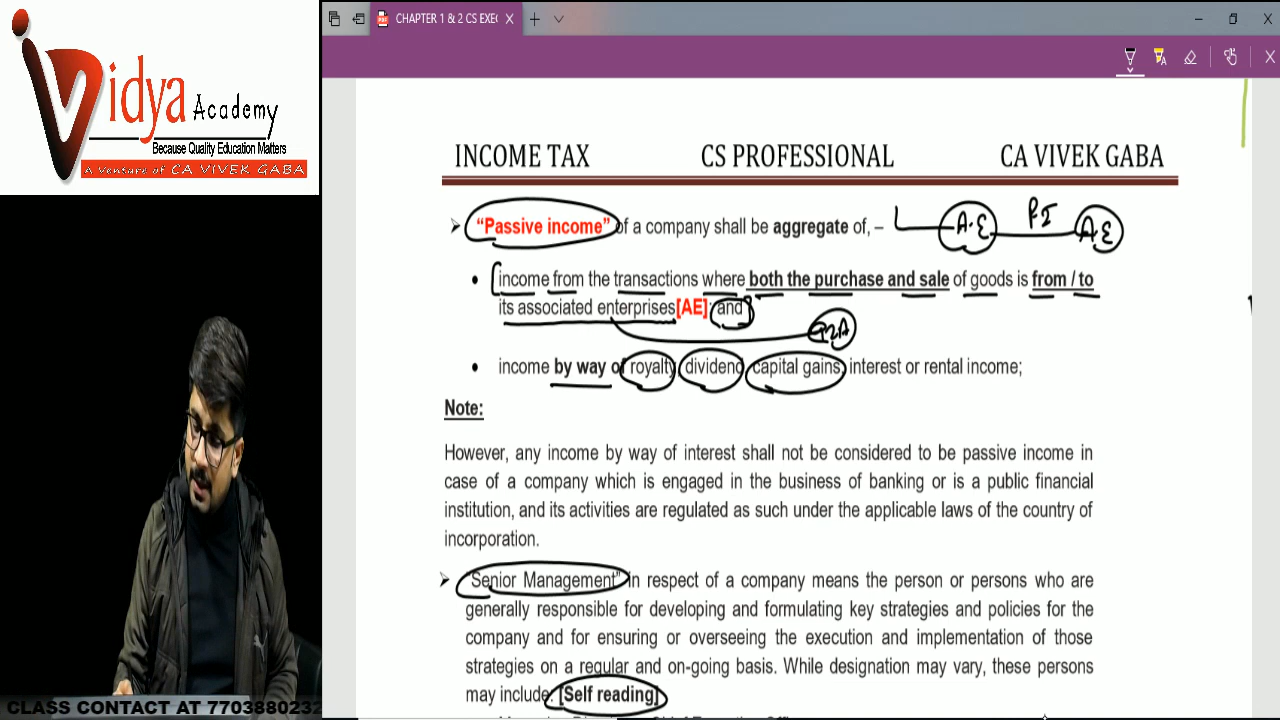 CHAPTER 1 & 2 CS EXEC
Vidya
Academy
Because Quality Education Matters
A Venture of CA VIVEK GABA
INCOME TAX CS PROFESSIONAL CA VIVEK GABA
➢ “Passive income” of a company shall be aggregate of, – A.E P.I A.E
• income from the transactions where both the purchase and sale of goods is from / to
its associated enterprises[AE]; and
92A
• income by way of royalty, dividend, capital gains, interest or rental income;
Note:
However, any income by way of interest shall not be considered to be passive income in
case of a company which is engaged in the business of banking or is a public financial
institution, and its activities are regulated as such under the applicable laws of the country of
incorporation.
➢ “Senior Management” In respect of a company means the person or persons who are
generally responsible for developing and formulating key strategies and policies for the
company and for ensuring or overseeing the execution and implementation of those
strategies on a regular and on-going basis. While designation may vary, these persons
may include: [Self reading]
CLASS CONTACT AT 7703880232